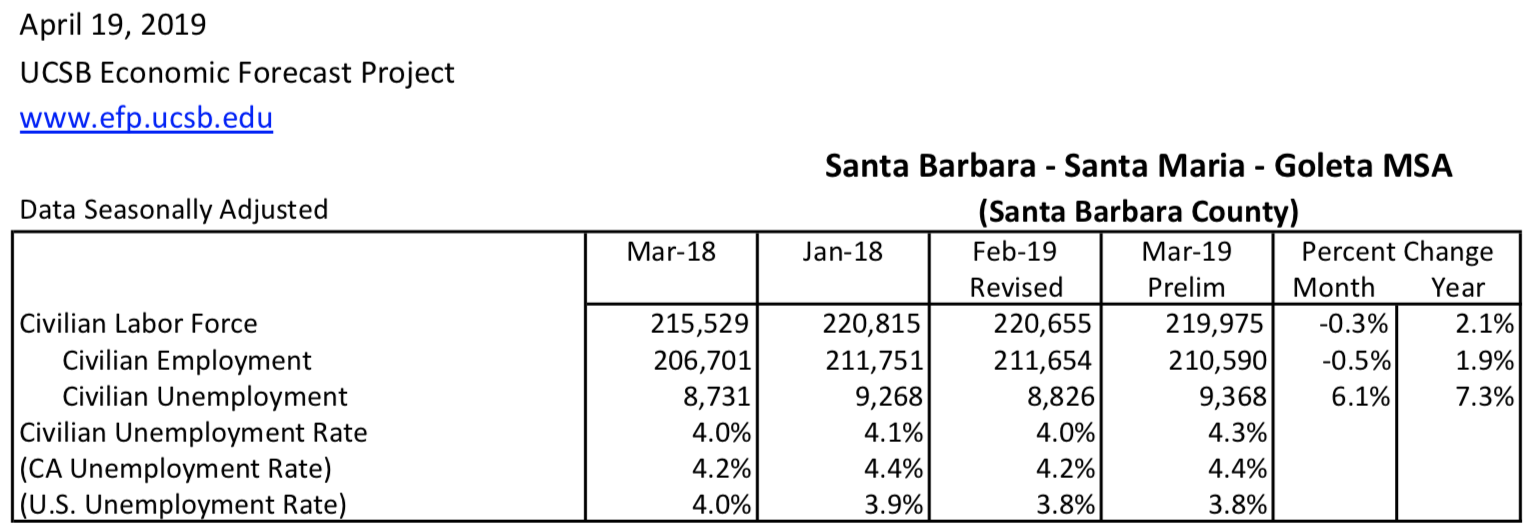 April 19, 2019
UCSB Economic Forecast Project
www.efp.ucsb.edu
Santa Barbara - Santa Maria - Goleta MSA
Data Seasonally Adjusted (Santa Barbara County)
Mar-18 Jan-18 Feb-19 Mar-19 Percent Change
Revised Prelim Month Year
Civilian Labor Force 215,529 220,815 220,655 219,975 -0.3% 2.1%
Civilian Employment 206,701 211,751 211,654 210,590 -0.5% 1.9%
Civilian Unemployment 8,731 9,268 8,826 9,368 6.1% 7.3%
Civilian Unemployment Rate 4.0% 4.1% 4.0% 4.3%
(CA Unemployment Rate) 4.2% 4.4% 4.2% 4.4%
(U.S. Unemployment Rate) 4.0% 3.9% 3.8% 3.8%